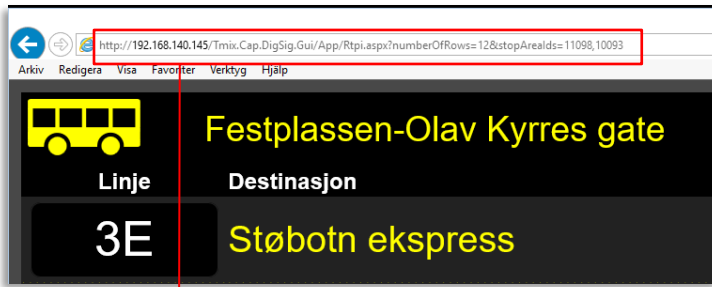 http://192.168.140.145/Tmix.Cap.DigSig.Gui/App/Rtpi.aspx?numberOfRows=12&stopAreaIds=11098,10093
Arkiv Redigera Visa Favoriter Verktyg Hjälp
Festplassen-Olav Kyrres gate
Linje Destinasjon
3E Støbotn ekspress